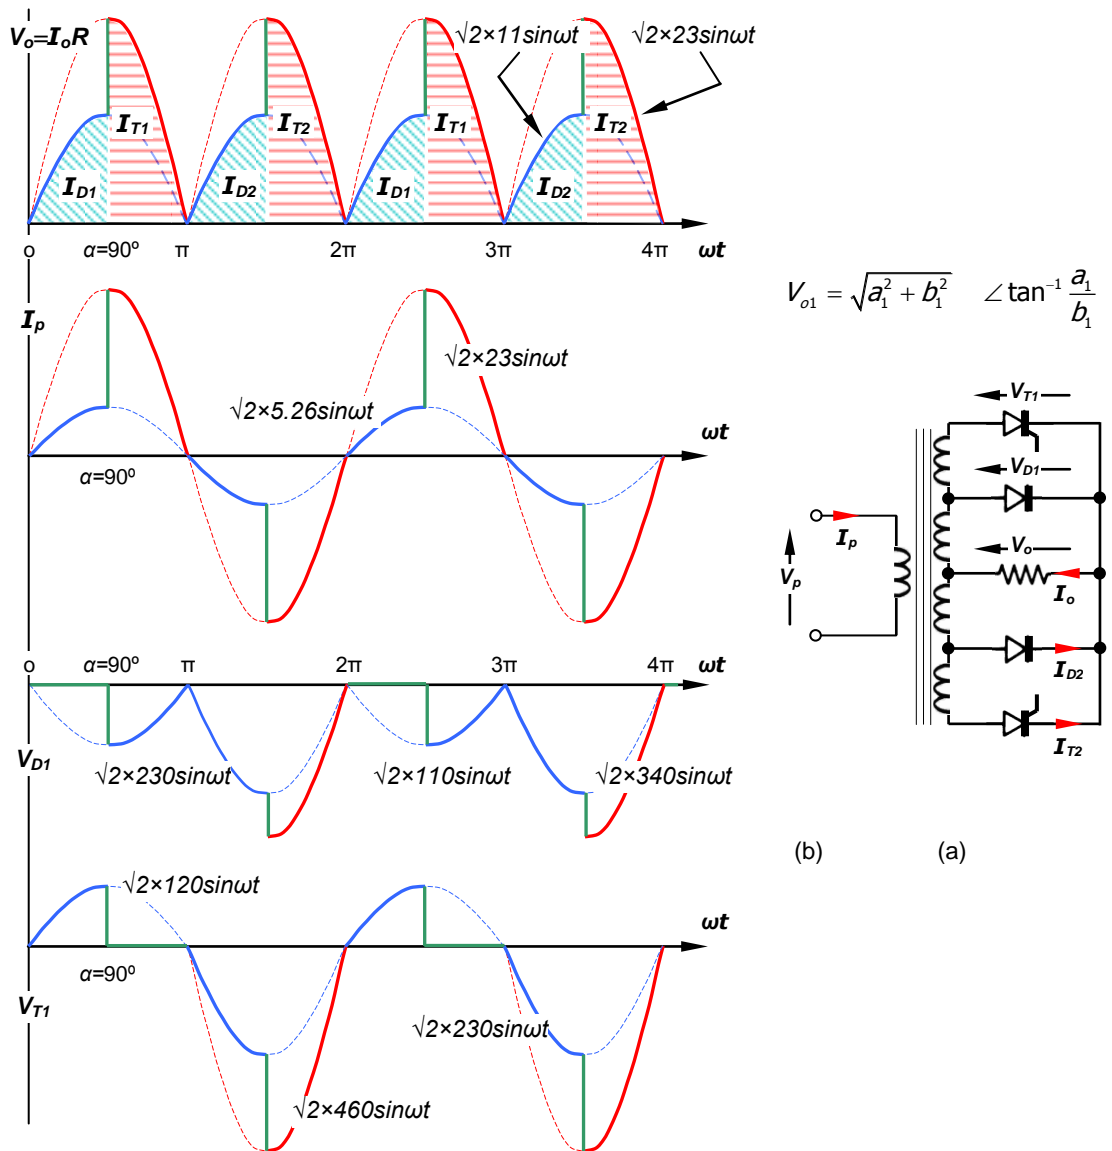 Vo=IoR
√2×11sinωt
√2×23sinωt
IT1
IT2
IT1
IT2
ID1
ID2
ID1
ID2
o
α=90º
π
2π
3π
4π
ωt
Ip
√2×23sinωt
√2×5.26sinωt
ωt
α=90º
o
α=90º
π
2π
3π
4π
ωt
VD1
√2×230sinωt
√2×110sinωt
√2×340sinωt
√2×120sinωt
ωt
α=90º
VT1
√2×230sinωt
√2×460sinωt
Vo1 = √(a₁² + b₁²) ∠tan⁻¹ a₁/b₁
VT1
VD1
Ip
Vo
Vp
Io
ID2
IT2
(b)
(a)